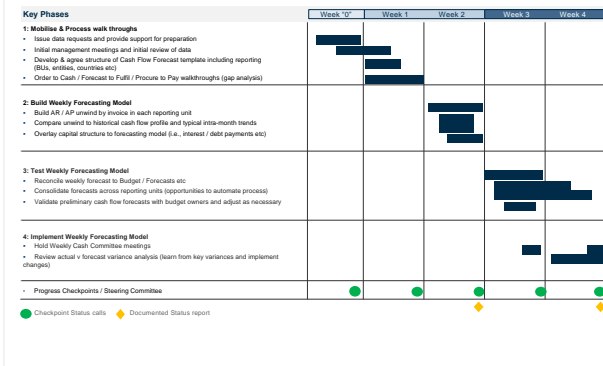 Key Phases Week "0" Week 1 Week 2 Week 3 Week 4
1: Mobilise & Process walk throughs
• Issue data requests and provide support for preparation
• Initial management meetings and initial review of data
• Develop & agree structure of Cash Flow Forecast template including reporting
(BUs, entities, countries etc)
• Order to Cash / Forecast to Fulfil / Procure to Pay walkthroughs (gap analysis)
2: Build Weekly Forecasting Model
• Build AR / AP unwind by invoice in each reporting unit
• Compare unwind to historical cash flow profile and typical intra-month trends
• Overlay capital structure to forecasting model (i.e., interest / debt payments etc)
3: Test Weekly Forecasting Model
• Reconcile weekly forecast to Budget / Forecasts etc
• Consolidate forecasts across reporting units (opportunities to automate process)
• Validate preliminary cash flow forecasts with budget owners and adjust as necessary
4: Implement Weekly Forecasting Model
• Hold Weekly Cash Committee meetings
• Review actual v forecast variance analysis (learn from key variances and implement
changes)
- Progress Checkpoints / Steering Committee
Checkpoint Status calls Documented Status report